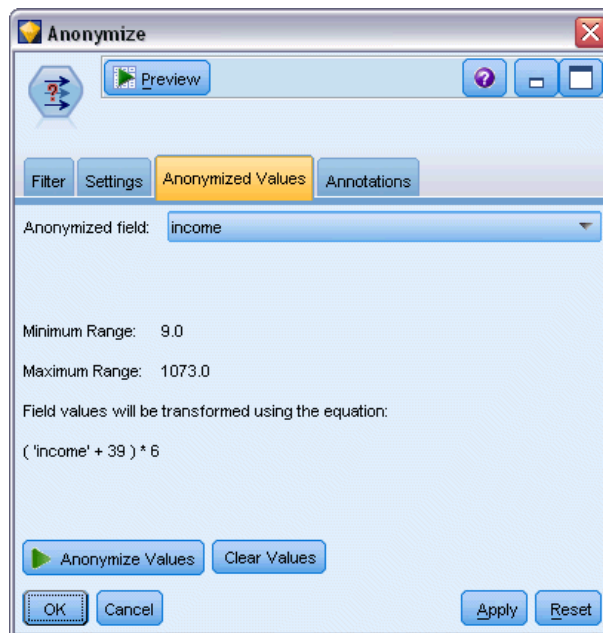 Anonymize
Preview
Filter Settings Anonymized Values Annotations
Anonymized field: income
Minimum Range: 9.0
Maximum Range: 1073.0
Field values will be transformed using the equation:
( 'income' + 39 ) * 6
Anonymize Values Clear Values
OK Cancel Apply Reset